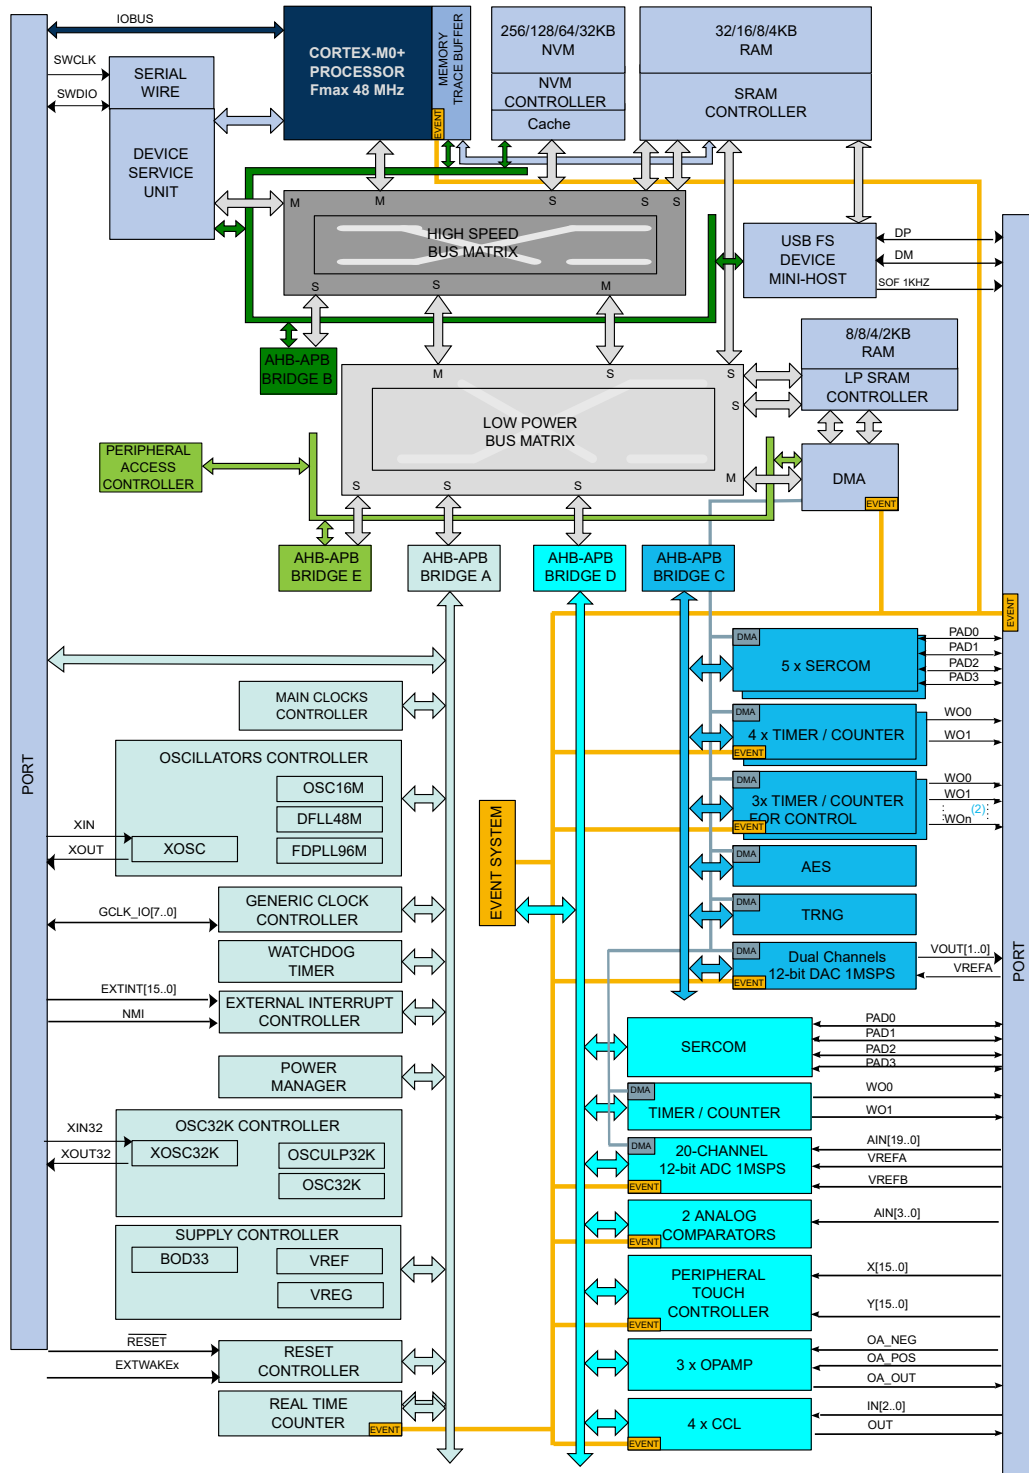 IOBUS
SWCLK
SWDIO
SERIAL
WIRE
DEVICE
SERVICE
UNIT
CORTEX-M0+
PROCESSOR
Fmax 48 MHz
MEMORY
TRACE BUFFER
EVENT
256/128/64/32KB
NVM
NVM
CONTROLLER
Cache
32/16/8/4KB
RAM
SRAM
CONTROLLER
M
M
S
S
S
HIGH SPEED
BUS MATRIX
S
S
M
USB FS
DEVICE
MINI-HOST
DP
DM
SOF 1KHZ
AHB-APB
BRIDGE B
8/8/4/2KB
RAM
LP SRAM
CONTROLLER
M
S
S
S
LOW POWER
BUS MATRIX
S
S
S
M
PERIPHERAL
ACCESS
CONTROLLER
DMA
EVENT
AHB-APB
BRIDGE E
AHB-APB
BRIDGE A
AHB-APB
BRIDGE D
AHB-APB
BRIDGE C
EVENT
PORT
PORT
MAIN CLOCKS
CONTROLLER
OSCILLATORS CONTROLLER
OSC16M
DFLL48M
FDPLL96M
XOSC
XIN
XOUT
GCLK_IO[7..0]
GENERIC CLOCK
CONTROLLER
WATCHDOG
TIMER
EXTINT[15..0]
NMI
EXTERNAL INTERRUPT
CONTROLLER
POWER
MANAGER
XIN32
XOUT32
OSC32K CONTROLLER
XOSC32K
OSCULP32K
OSC32K
SUPPLY CONTROLLER
BOD33
VREF
VREG
RESET
EXTWAKEx
RESET
CONTROLLER
REAL TIME
COUNTER
EVENT
EVENT SYSTEM
DMA
5 x SERCOM
PAD0
PAD1
PAD2
PAD3
DMA
4 x TIMER / COUNTER
EVENT
WO0
WO1
DMA
3x TIMER / COUNTER
FOR CONTROL
EVENT
WO0
WO1
(2)
WOn
DMA
AES
DMA
TRNG
DMA
Dual Channels
12-bit DAC 1MSPS
EVENT
VOUT[1..0]
VREFA
SERCOM
PAD0
PAD1
PAD2
PAD3
DMA
TIMER / COUNTER
WO0
WO1
DMA
20-CHANNEL
12-bit ADC 1MSPS
EVENT
AIN[19..0]
VREFA
VREFB
2 ANALOG
COMPARATORS
EVENT
AIN[3..0]
PERIPHERAL
TOUCH
CONTROLLER
EVENT
X[15..0]
Y[15..0]
3 x OPAMP
OA_NEG
OA_POS
OA_OUT
4 x CCL
EVENT
IN[2..0]
OUT